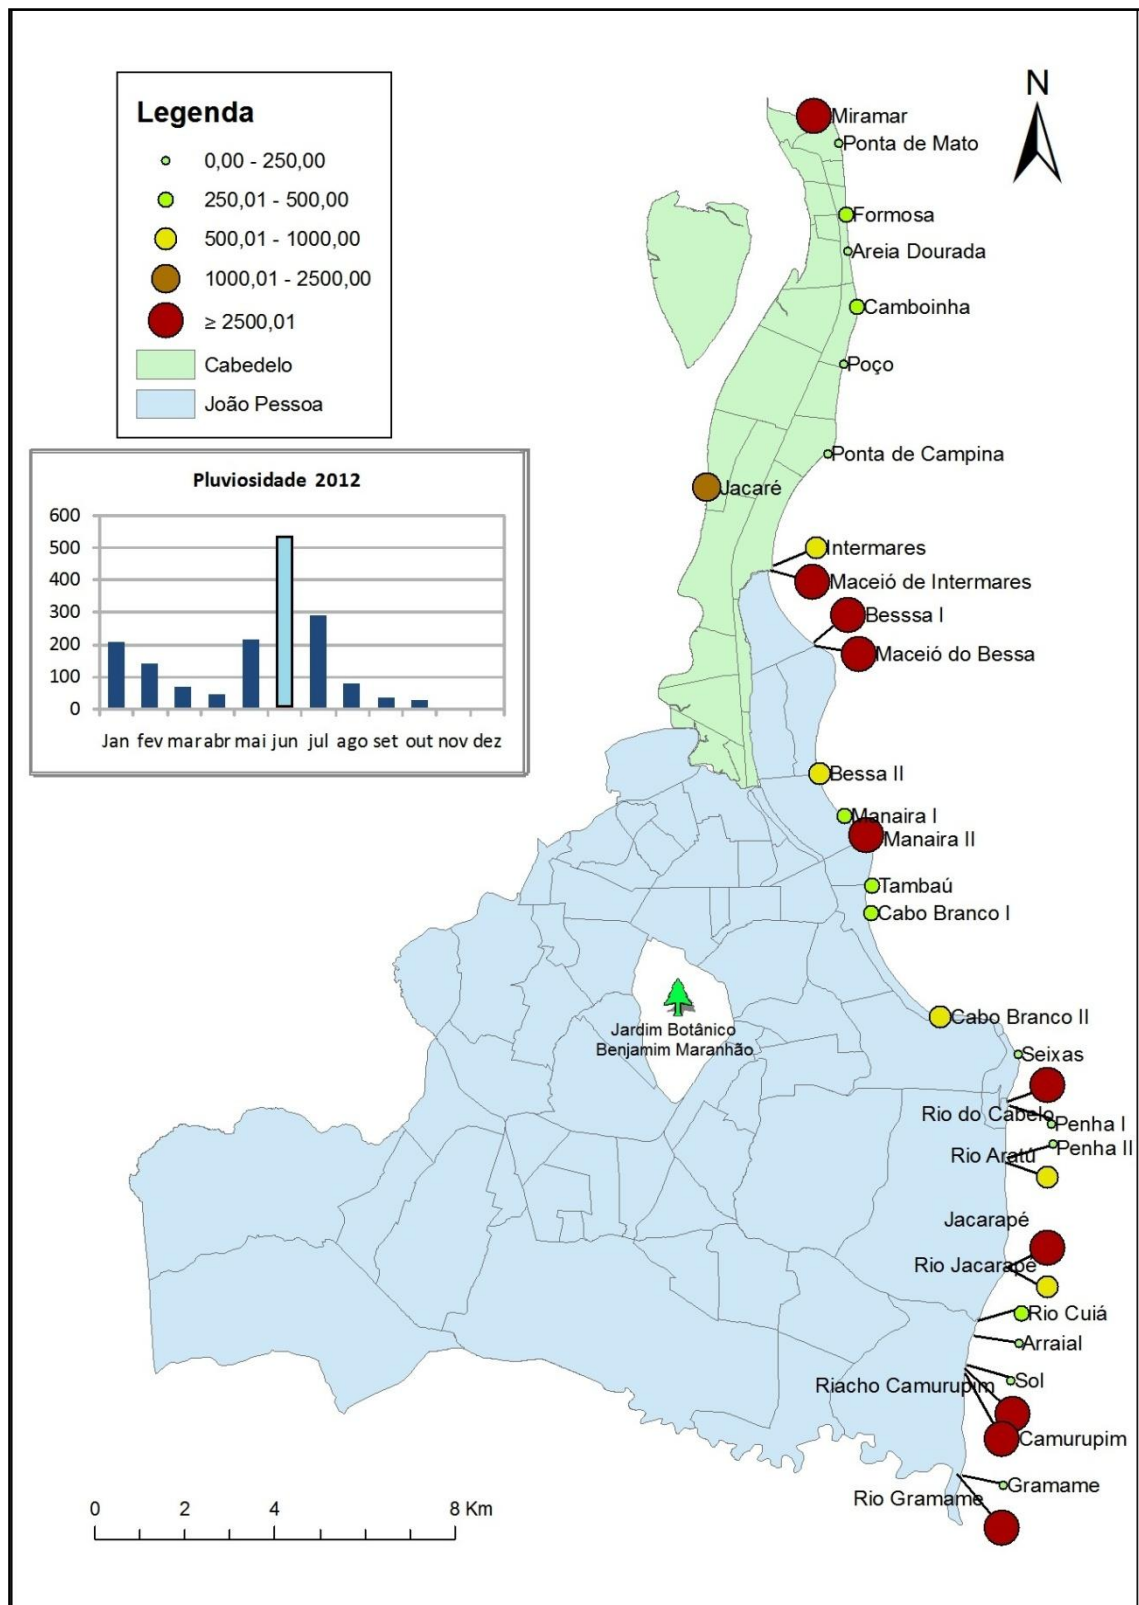 Legenda
0,00 - 250,00
250,01 - 500,00
500,01 - 1000,00
1000,01 - 2500,00
≥ 2500,01
Cabedelo
João Pessoa
Pluviosidade 2012
600
500
400
300
200
100
0
Jan fev mar abr mai jun jul ago set out nov dez
N
Miramar
Ponta de Mato
Formosa
Areia Dourada
Camboinha
Poço
Ponta de Campina
Jacaré
Intermares
Maceió de Intermares
Besssa I
Maceió do Bessa
Bessa II
Manaira I
Manaira II
Tambaú
Cabo Branco I
Jardim Botânico
Benjamim Maranhão
Cabo Branco II
Seixas
Rio do Cabelo
Penha I
Penha II
Rio Aratú
Jacarapé
Rio Jacarapé
Rio Cuiá
Arraial
Sol
Riacho Camurupim
Camurupim
Gramame
Rio Gramame
0 2 4 8 Km